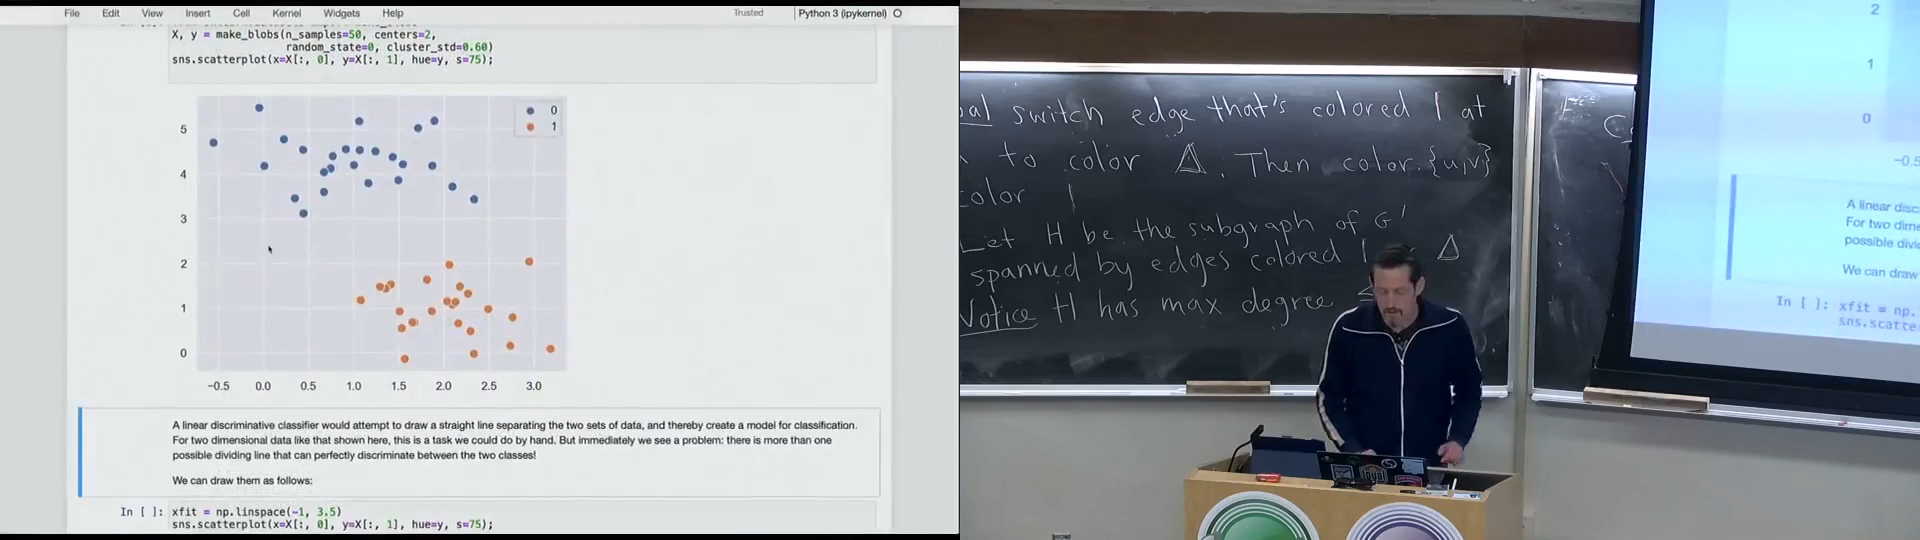 File Edit View Insert Cell Kernel Widgets Help Trusted Python 3 (ipykernel)
X, y = make_blobs(n_samples=50, centers=2,
random_state=0, cluster_std=0.60)
sns.scatterplot(x=X[:, 0], y=X[:, 1], hue=y, s=75);
0
1
5
4
3
2
1
0
−0.5 0.0 0.5 1.0 1.5 2.0 2.5 3.0
A linear discriminative classifier would attempt to draw a straight line separating the two sets of data, and thereby create a model for classification.
For two dimensional data like that shown here, this is a task we could do by hand. But immediately we see a problem: there is more than one
possible dividing line that can perfectly discriminate between the two classes!
We can draw them as follows:
In [ ]: xfit = np.linspace(-1, 3.5)
sns.scatterplot(x=X[:, 0], y=X[:, 1], hue=y, s=75);
switch edge that's colored 1 at
to color Δ. Then color {u,v}
color 1
Let H be the subgraph of G'
spanned by edges colored 1 Δ
Notice H has max degree ≤
2
1
0
−0.5
A linear disc
For two dime
possible divi
We can draw
In [ ]: xfit = np.
sns.scatte